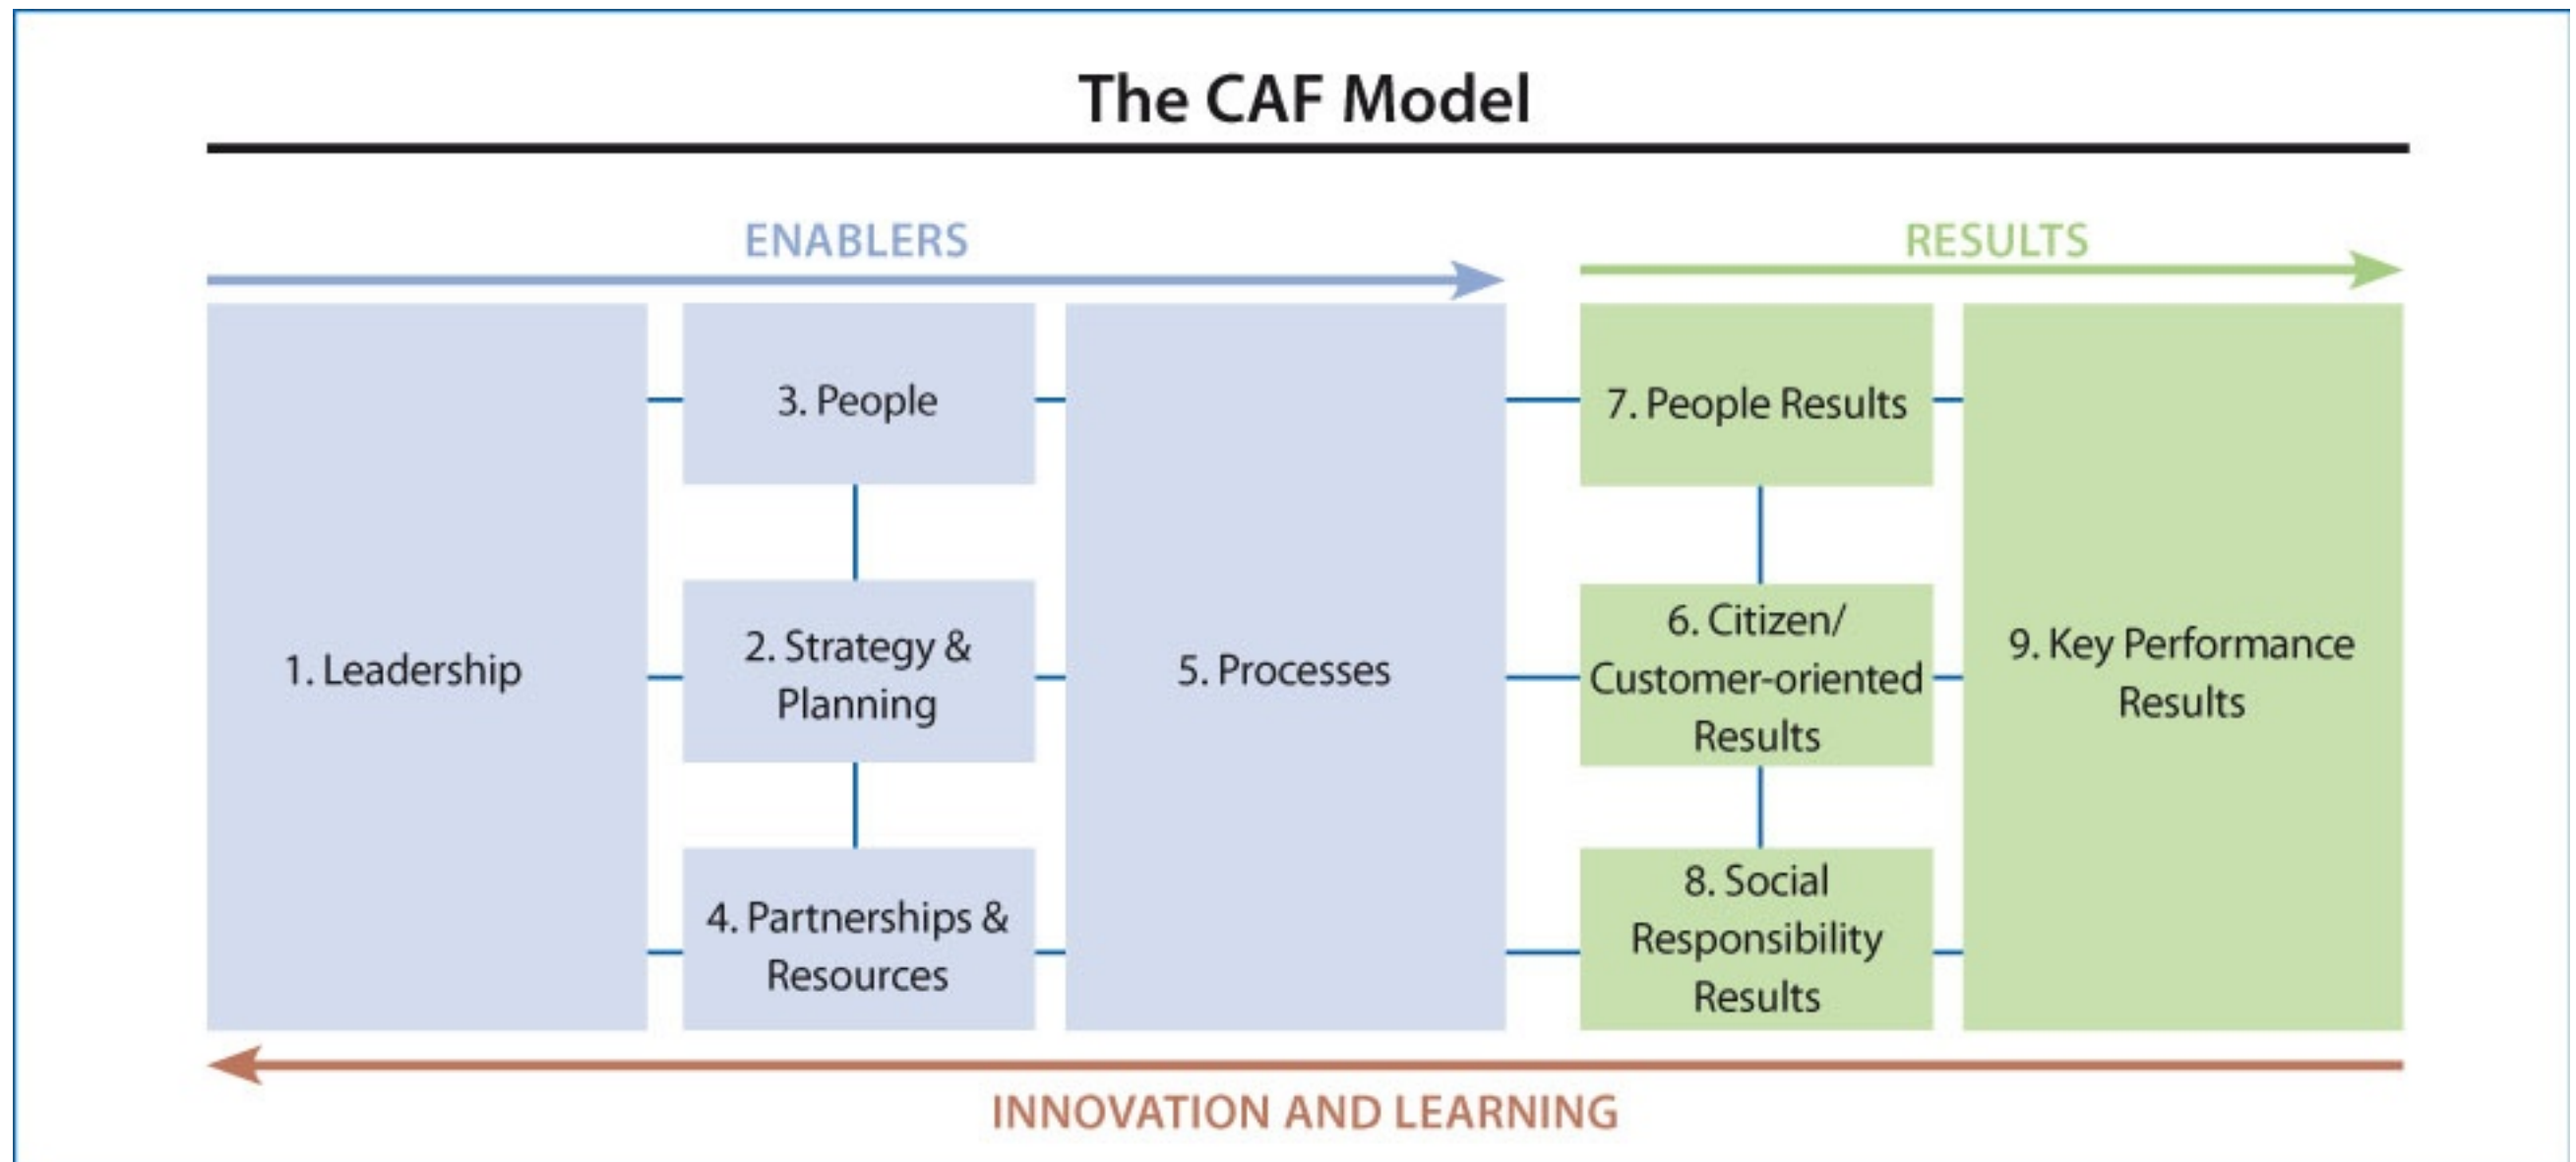 The CAF Model
ENABLERS
RESULTS
1. Leadership
3. People
2. Strategy &
Planning
4. Partnerships &
Resources
5. Processes
7. People Results
6. Citizen/
Customer-oriented
Results
8. Social
Responsibility
Results
9. Key Performance
Results
INNOVATION AND LEARNING